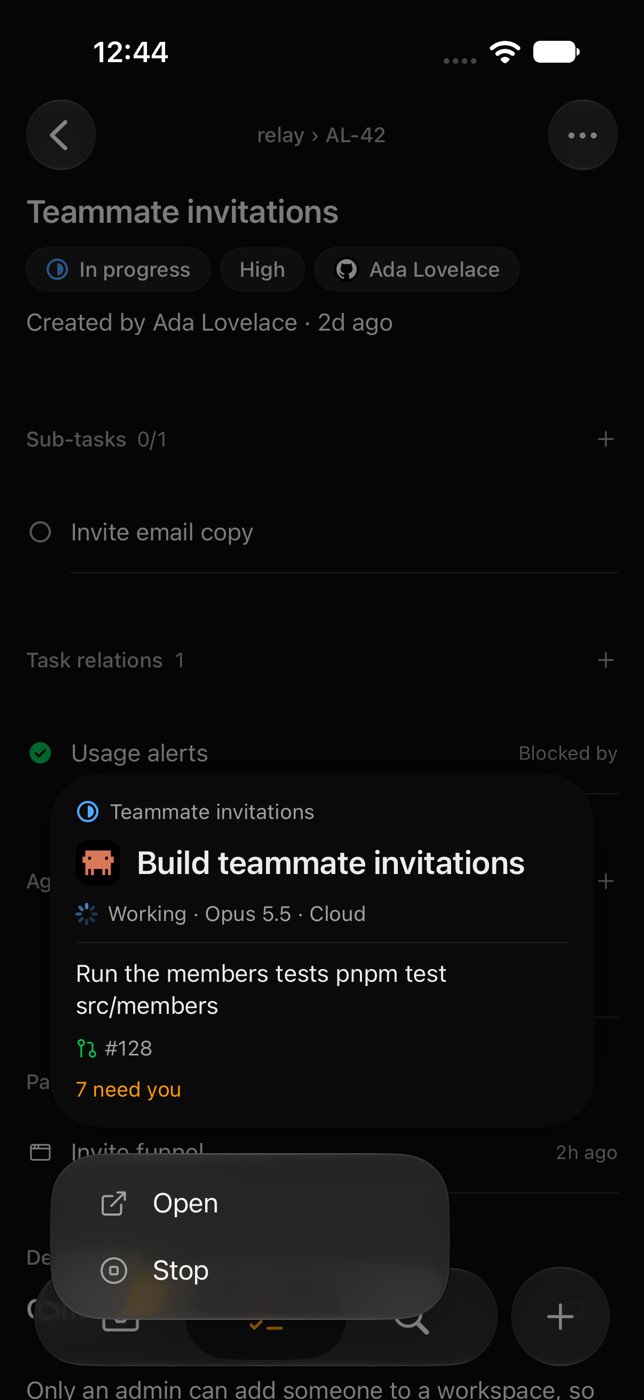 12:44
relay › AL-42
Teammate invitations
In progress
High
Ada Lovelace
Created by Ada Lovelace · 2d ago
Sub-tasks 0/1
Invite email copy
Task relations 1
Usage alerts
Blocked by
Teammate invitations
Ag
Build teammate invitations
Working · Opus 5.5 · Cloud
Run the members tests pnpm test
src/members
#128
Pa
7 need you
Invite funnel
2h ago
Open
De
Stop
Only an admin can add someone to a workspace, so